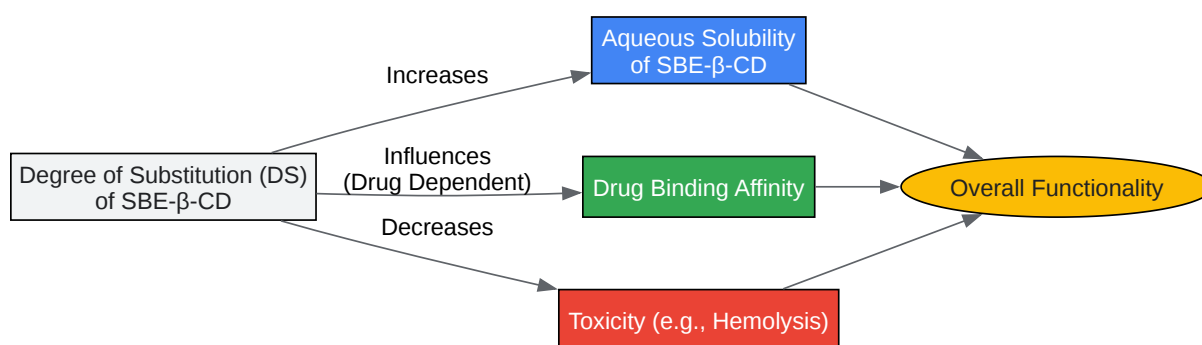 Aqueous Solubility
of SBE-β-CD
Increases
Degree of Substitution (DS)
of SBE-β-CD
Influences
(Drug Dependent)
Drug Binding Affinity
Overall Functionality
Decreases
Toxicity (e.g., Hemolysis)